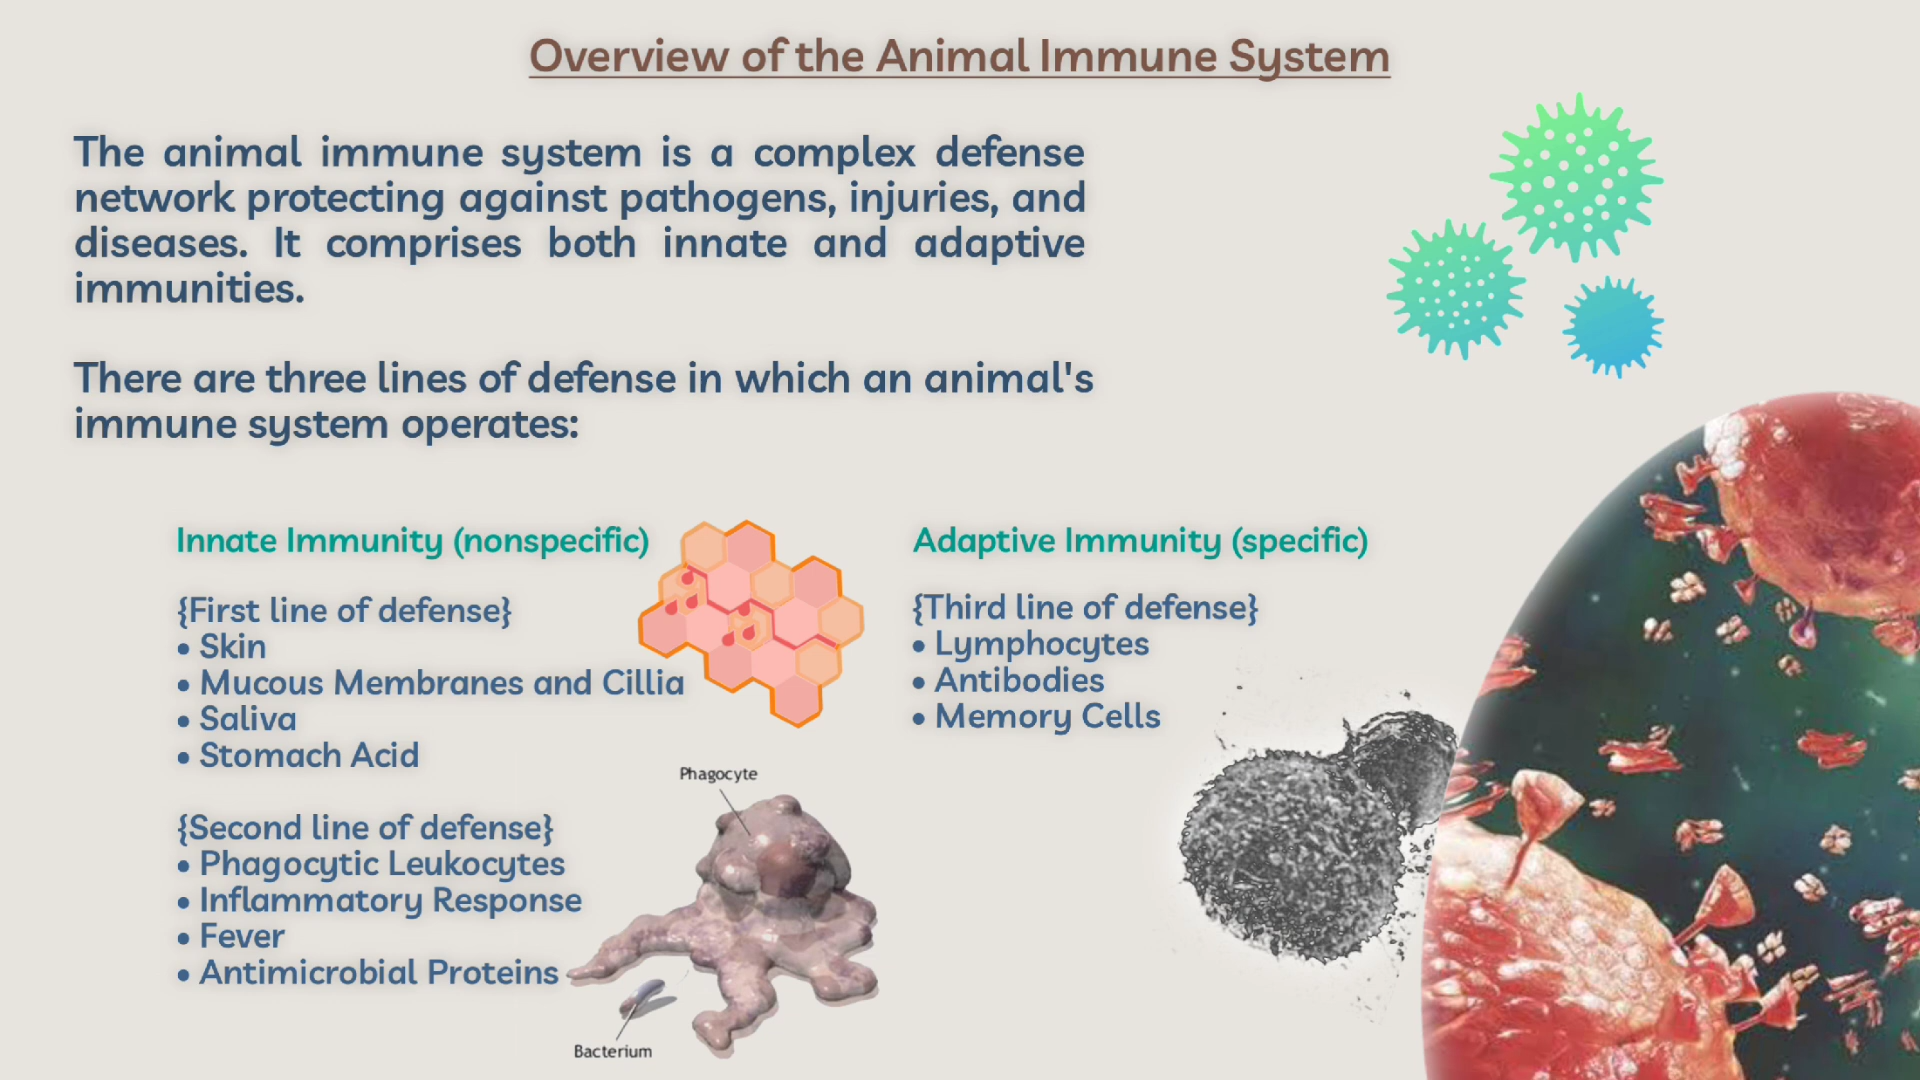 Overview of the Animal Immune System
The animal immune system is a complex defense
network protecting against pathogens, injuries, and
diseases. It comprises both innate and adaptive
immunities.
There are three lines of defense in which an animal's
immune system operates:
Innate Immunity (nonspecific)
{First line of defense}
• Skin
• Mucous Membranes and Cillia
• Saliva
• Stomach Acid
{Second line of defense}
• Phagocytic Leukocytes
• Inflammatory Response
• Fever
• Antimicrobial Proteins
Phagocyte
Bacterium
Adaptive Immunity (specific)
{Third line of defense}
• Lymphocytes
• Antibodies
• Memory Cells